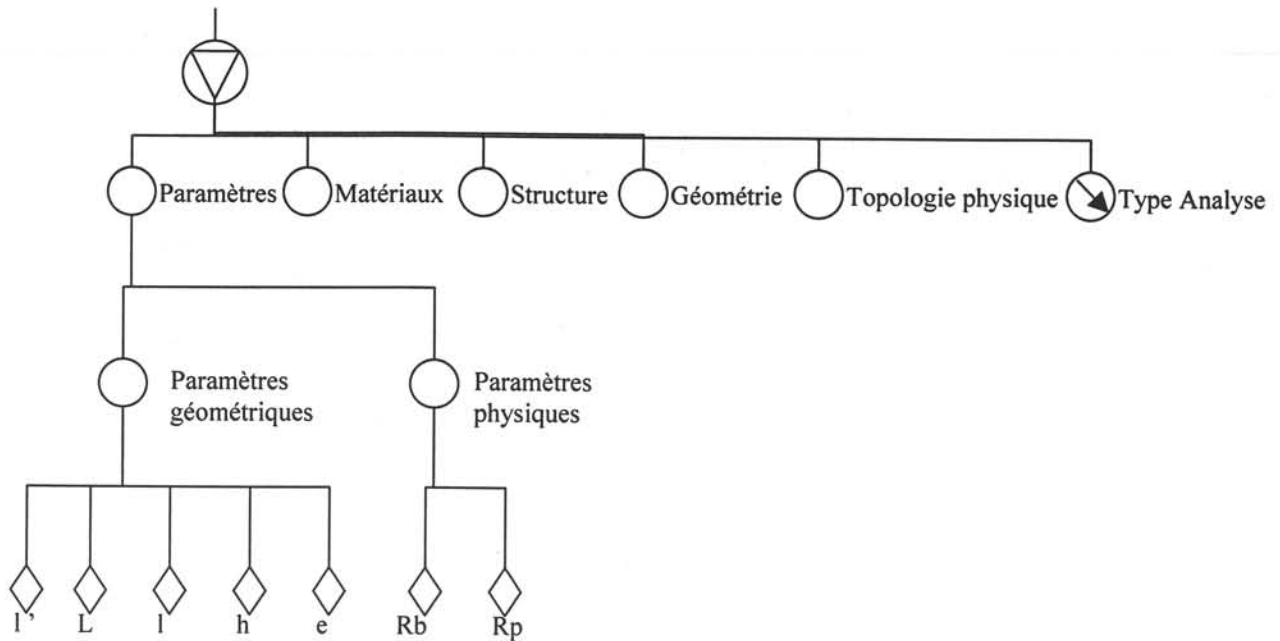 Paramètres Matériaux Structure Géométrie Topologie physique Type Analyse
Paramètres
géométriques
Paramètres
physiques
l’ L l h e Rb Rp